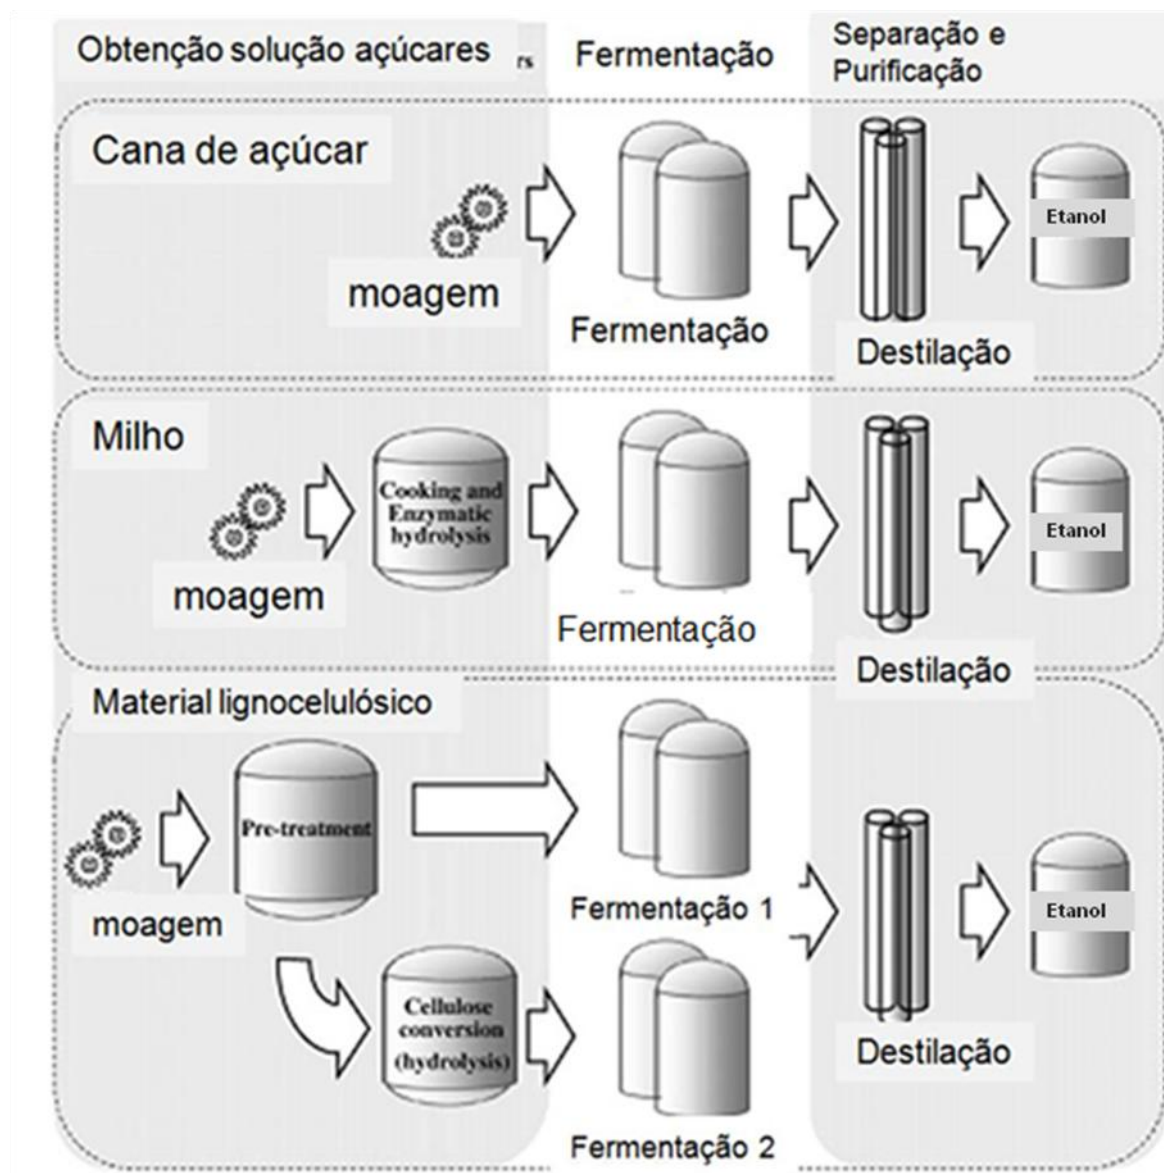 Obtenção solução açúcares
rs
Fermentação
Separação e
Purificação
Cana de açúcar
moagem
Fermentação
Destilação
Etanol
Milho
moagem
Cooking and
Enzymatic
hydrolysis
Fermentação
Destilação
Etanol
Material lignocelulósico
moagem
Pre-treatment
Fermentação 1
Cellulose
conversion
(hydrolysis)
Fermentação 2
Destilação
Etanol